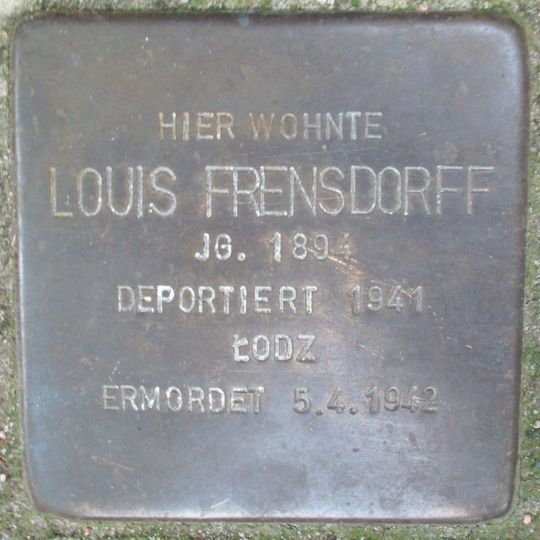 HIER WOHNTE
LOUIS FRENSDORFF
JG. 1894
DEPORTIERT 1941
ŁODZ
ERMORDET 5.4.1942